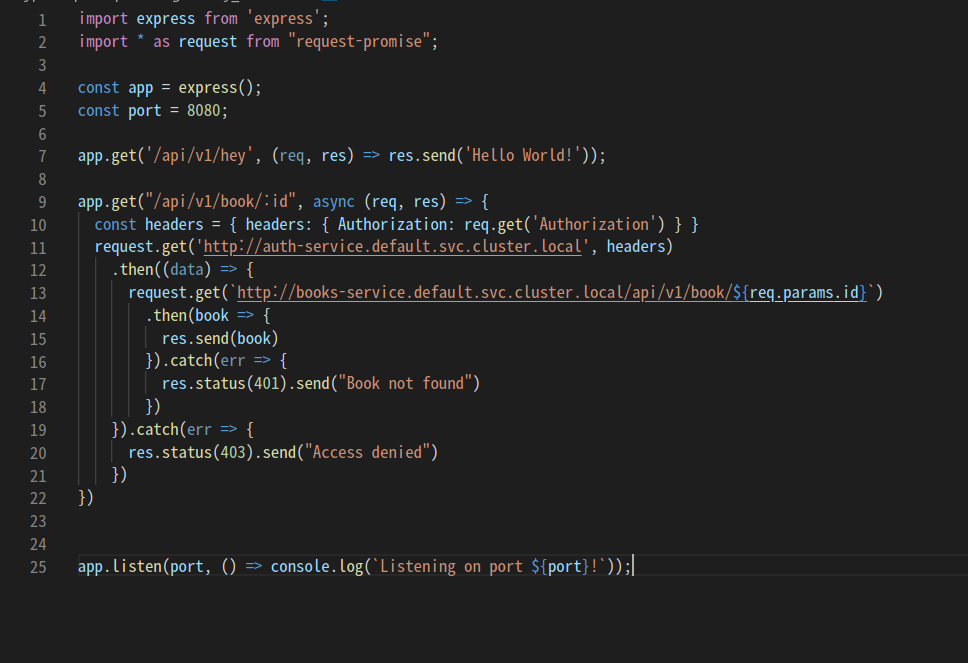 1 import express from 'express';
2 import * as request from "request-promise";
3
4 const app = express();
5 const port = 8080;
6
7 app.get('/api/v1/hey', (req, res) => res.send('Hello World!'));
8
9 app.get("/api/v1/book/:id", async (req, res) => {
10 const headers = { headers: { Authorization: req.get('Authorization') } }
11 request.get('http://auth-service.default.svc.cluster.local', headers)
12 .then((data) => {
13 request.get(`http://books-service.default.svc.cluster.local/api/v1/book/${req.params.id}`)
14 .then(book => {
15 res.send(book)
16 }).catch(err => {
17 res.status(401).send("Book not found")
18 })
19 }).catch(err => {
20 res.status(403).send("Access denied")
21 })
22 })
23
24
25 app.listen(port, () => console.log(`Listening on port ${port}!`));